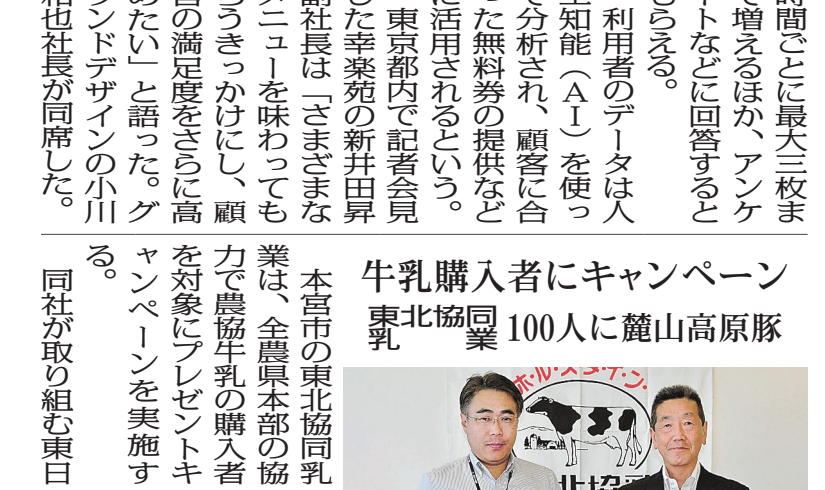 時間ごとに最大三枚ま
で増えるほか、アンケ
ートなどに回答すると
もらえる。
利用者のデータは人
工知能（ＡＩ）を使っ
て分析され、顧客に合
った無料券の提供など
に活用されるという。
東京都内で記者会見
した幸楽苑の新井田昇
副社長は「さまざまな
メニューを味わっても
らうきっかけにし、顧
客の満足度をさらに高
めたい」と語った。グ
ランドデザインの小川
和也社長が同席した。
牛乳購入者にキャンペーン
東北協同乳業 100人に麓山高原豚
ホ・ル・ス・タ・イ・ン・
北協
本宮市の東北協同乳
業は、全農県本部の協
力で農協牛乳の購入者
を対象にプレゼントキ
ャンペーンを実施す
る。
同社が取り組む東日